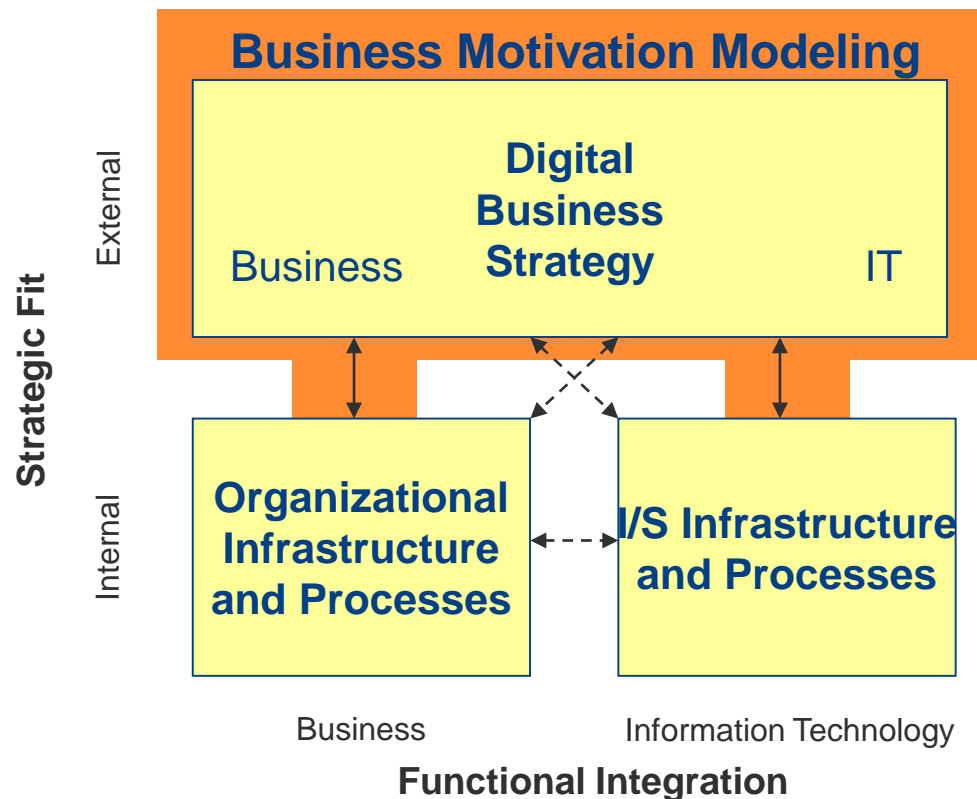 Business Motivation Modeling
Digital
Business
Strategy
Business
IT
Strategic Fit
External
Internal
Organizational
Infrastructure
and Processes
I/S Infrastructure
and Processes
Business
Information Technology
Functional Integration